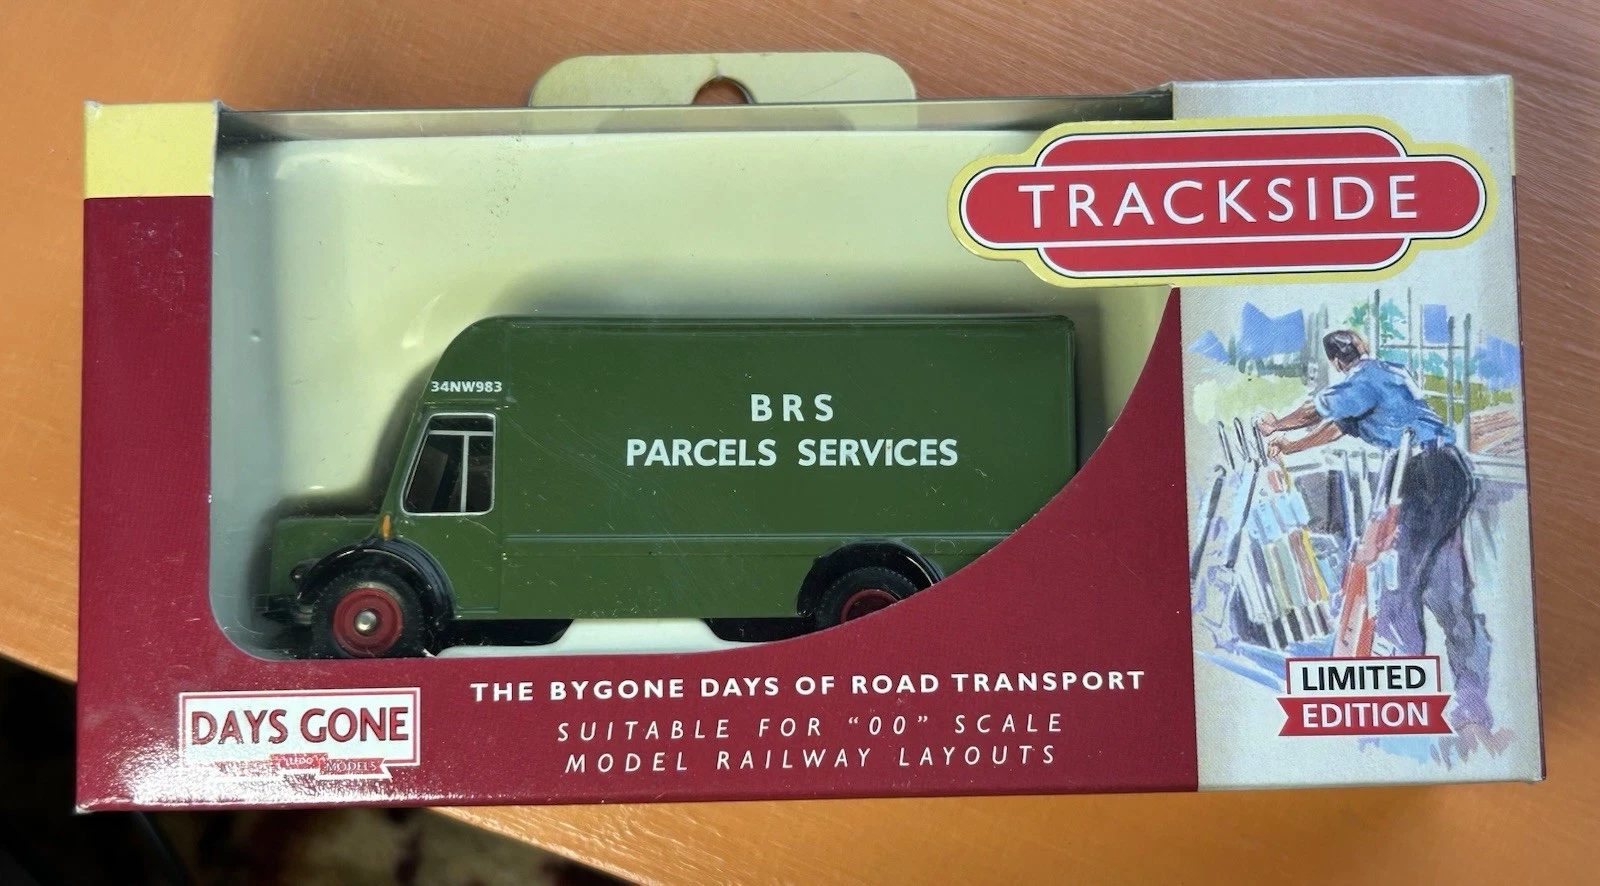 TRACKSIDE
34NW983
BRS
PARCELS SERVICES
THE BYGONE DAYS OF ROAD TRANSPORT
SUITABLE FOR “00” SCALE
MODEL RAILWAY LAYOUTS
DAYS GONE
LLEDO
MODELS
LIMITED
EDITION